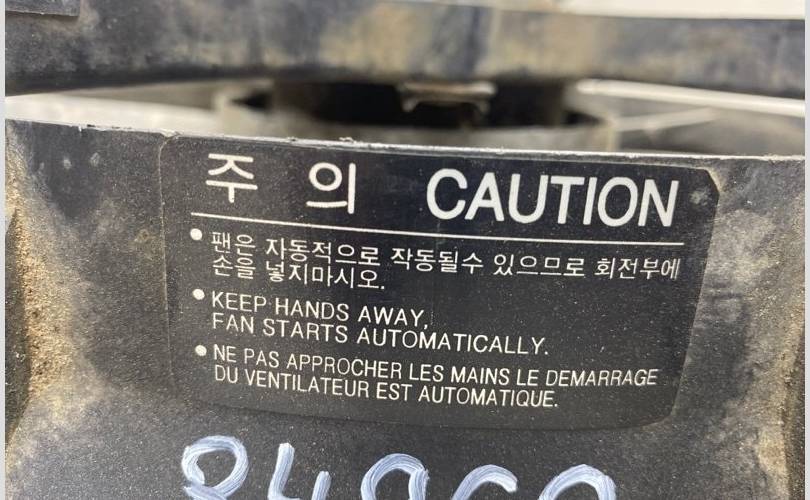 주 의 CAUTION
• 팬은 자동적으로 작동될수 있으므로 회전부에
손을 넣지마시오.
• KEEP HANDS AWAY,
FAN STARTS AUTOMATICALLY.
• NE PAS APPROCHER LES MAINS LE DEMARRAGE
DU VENTILATEUR EST AUTOMATIQUE.